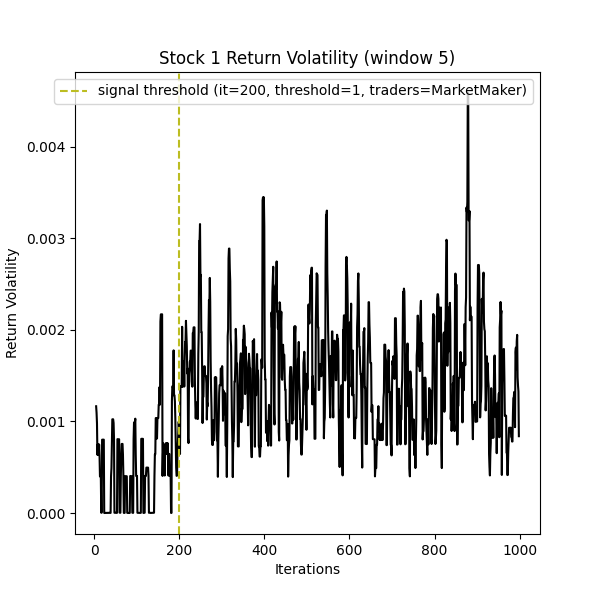 Stock 1 Return Volatility (window 5)
signal threshold (it=200, threshold=1, traders=MarketMaker)
0.004
0.003
0.002
0.001
0.000
Return Volatility
0
200
400
600
800
1000
Iterations